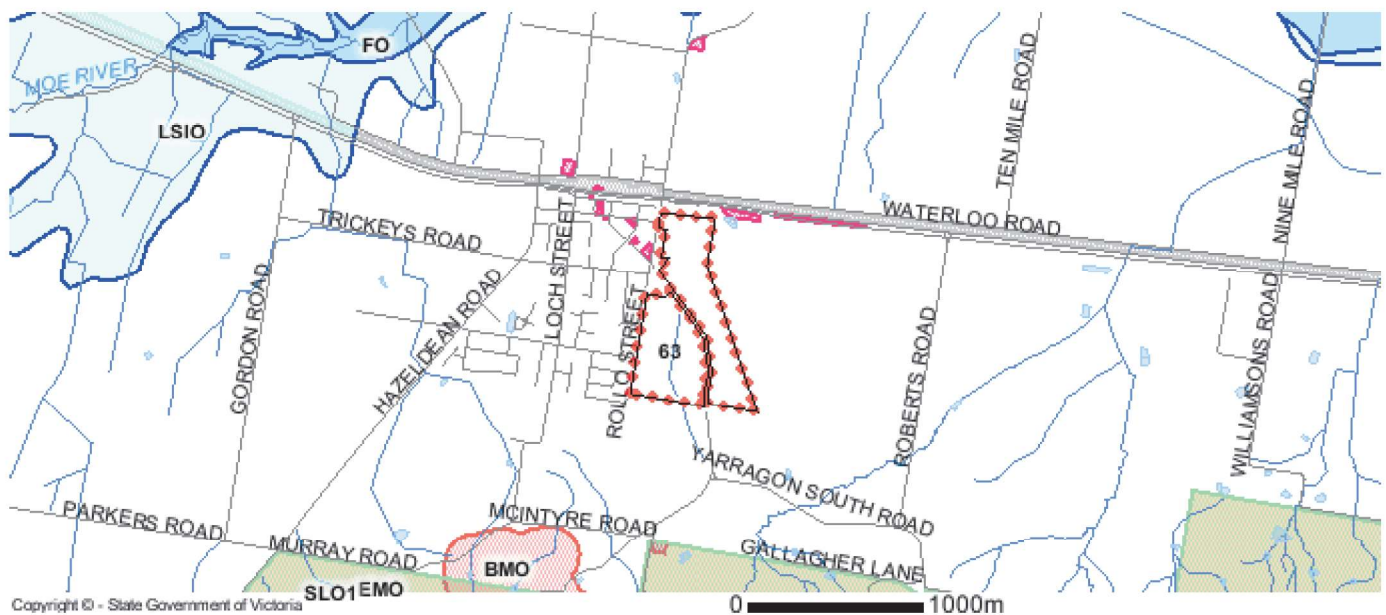 FO
MOE RIVER
LSIO
TEN MILE ROAD
NINE MILE ROAD
WATERLOO ROAD
TRICKEYS ROAD
LOCH STREET
GORDON ROAD
HAZELDEAN ROAD
ROLLO STREET
63
ROBERTS ROAD
WILLIAMSONS ROAD
YARRAGON SOUTH ROAD
PARKERS ROAD
MCINTYRE ROAD
MURRAY ROAD
GALLAGHER LANE
BMO
SLO1 EMO
Copyright © - State Government of Victoria
0 1000m